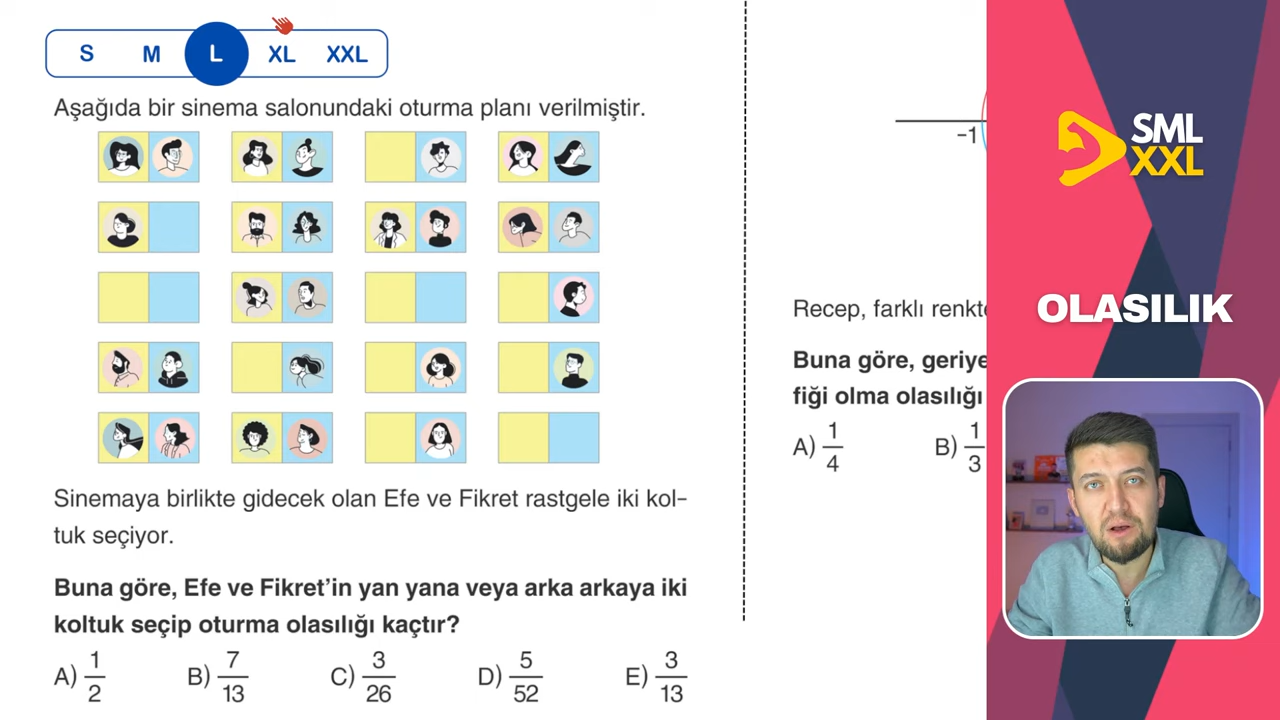 S M L XL XXL
Aşağıda bir sinema salonundaki oturma planı verilmiştir.
Sinemaya birlikte gidecek olan Efe ve Fikret rastgele iki kol-
tuk seçiyor.
Buna göre, Efe ve Fikret'in yan yana veya arka arkaya iki
koltuk seçip oturma olasılığı kaçtır?
A) 1/2 B) 7/13 C) 3/26 D) 5/52 E) 3/13
−1
Recep, farklı renkte
Buna göre, geriye
fiği olma olasılığı
A) 1/4 B) 1/3
SML
XXL
OLASILIK